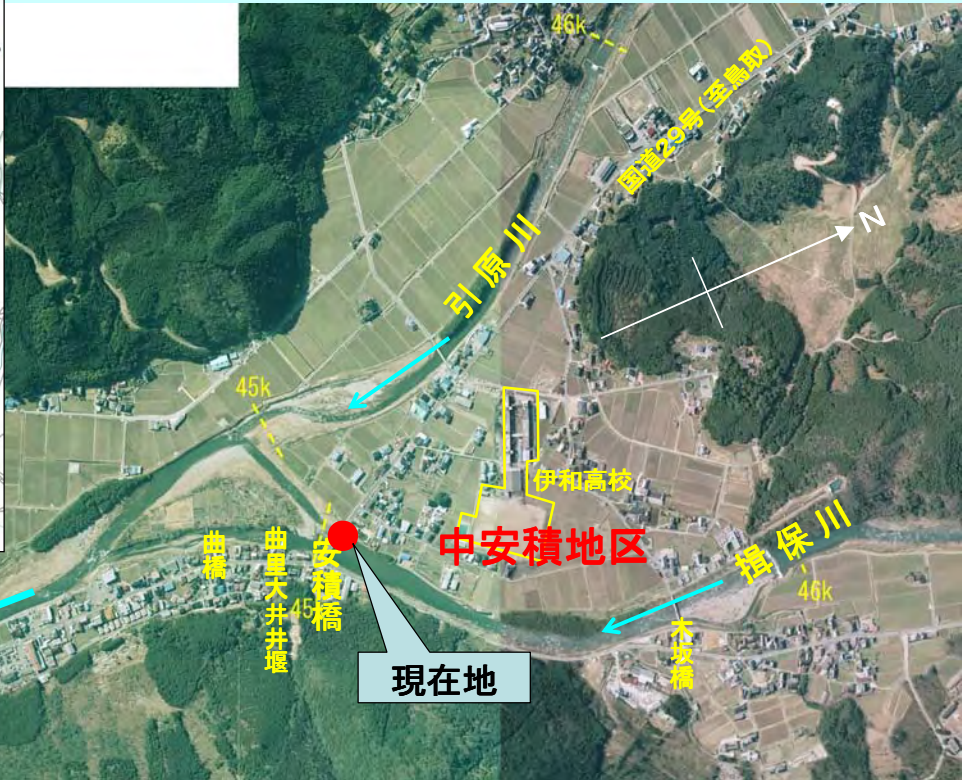 46k
国道29号(至鳥取)
N
引原川
45k
伊和高校
中安積地区
揖保川
46k
曲橋
曲里大井井堰
安積橋
45
木坂橋
現在地